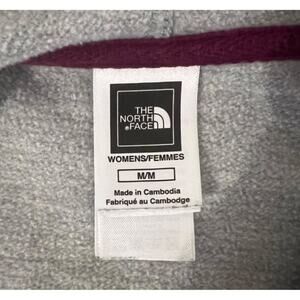 THE
NORTH
FACE
WOMENS/FEMMES
M/M
Made in Cambodia
Fabriqué au Cambodge